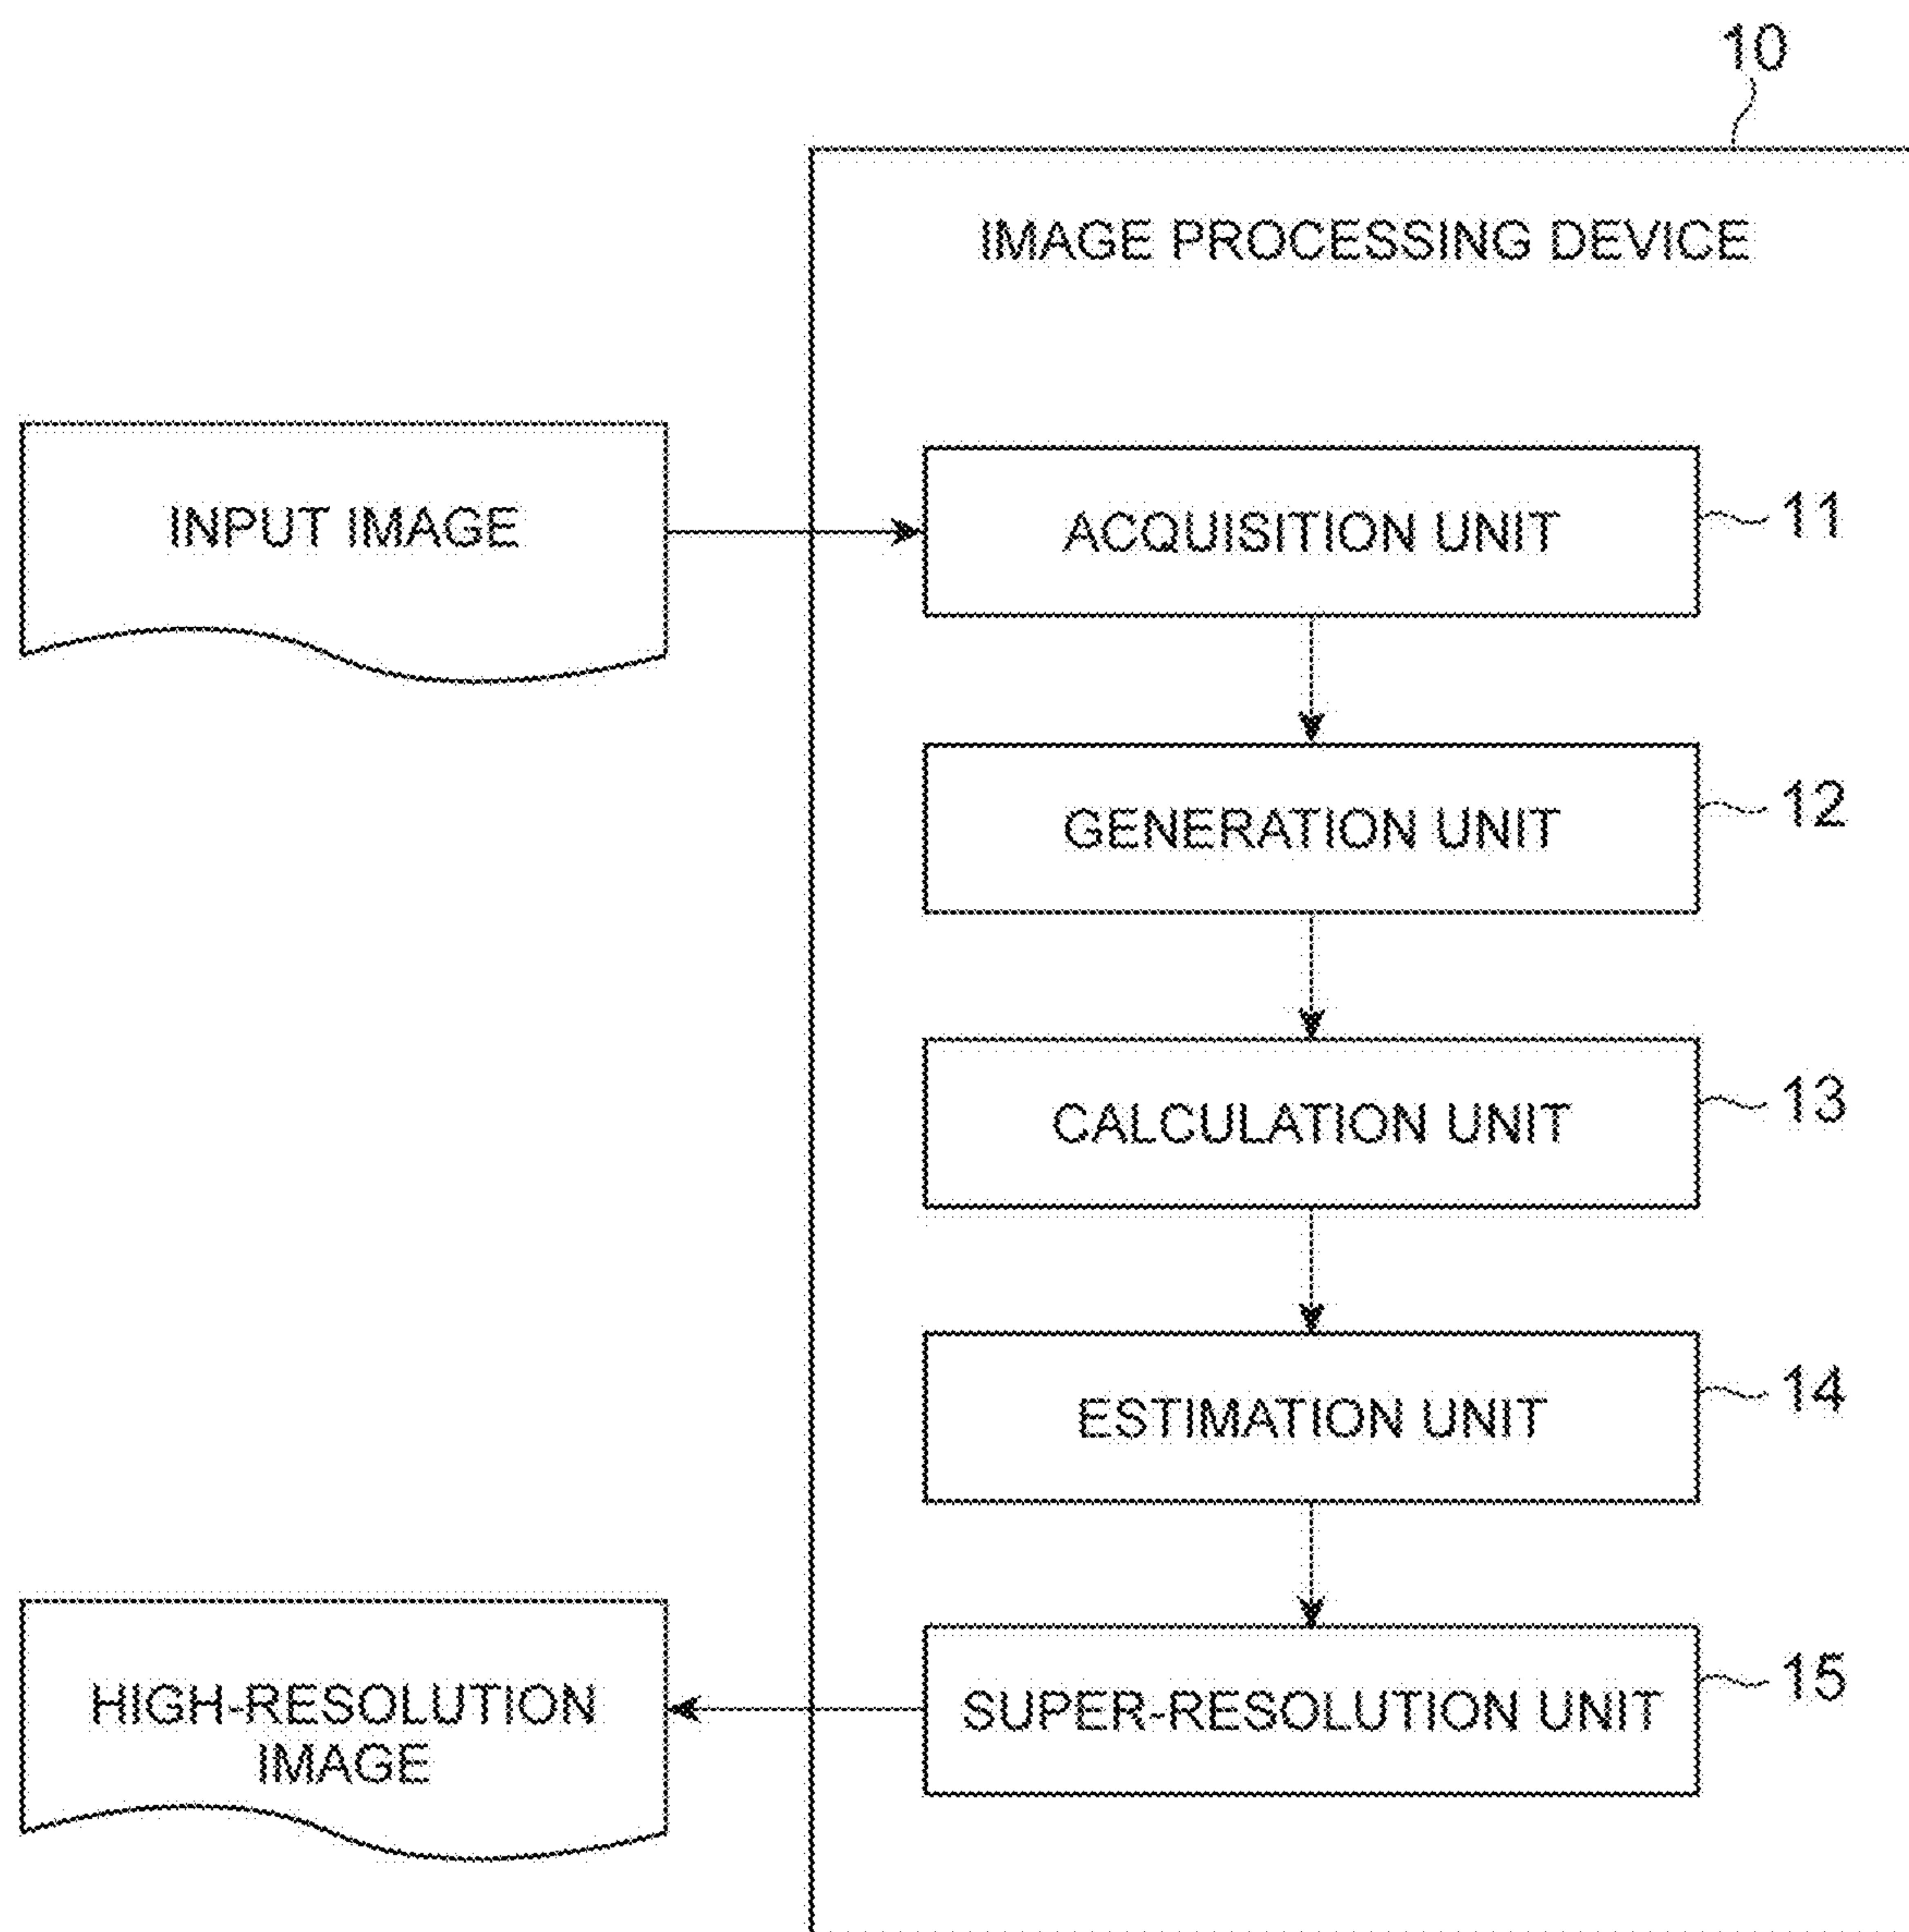 10
IMAGE PROCESSING DEVICE
INPUT IMAGE
ACQUISITION UNIT
11
GENERATION UNIT
12
CALCULATION UNIT
13
ESTIMATION UNIT
14
HIGH-RESOLUTION
IMAGE
SUPER-RESOLUTION UNIT
15